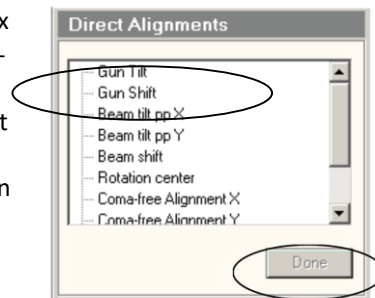 Direct Alignments
x
-
Gun Tilt
Gun Shift
t
Beam tilt pp X
Beam tilt pp Y
Beam shift
n
Rotation center
Coma-free Alignment X
Coma-free Alignment Y
Done